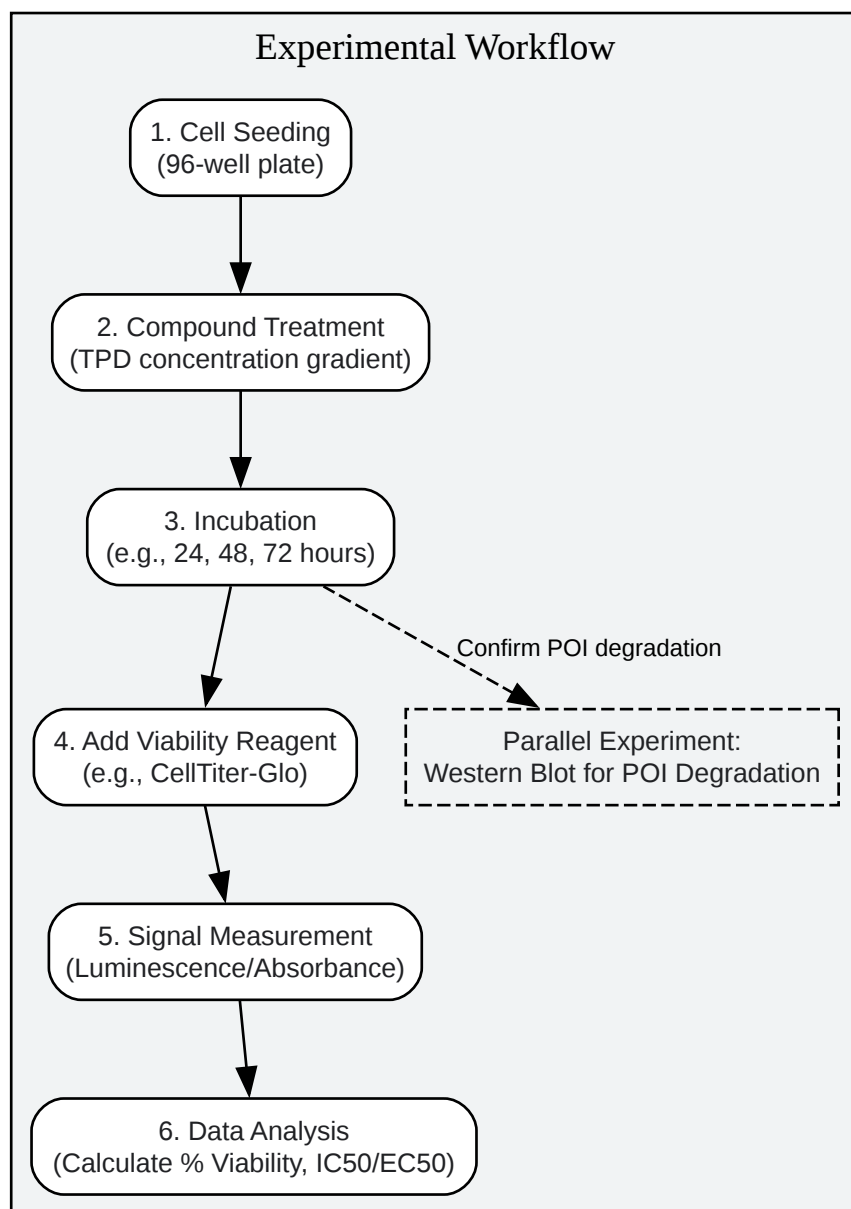 Experimental Workflow
1. Cell Seeding
(96-well plate)
2. Compound Treatment
(TPD concentration gradient)
3. Incubation
(e.g., 24, 48, 72 hours)
Confirm POI degradation
4. Add Viability Reagent
(e.g., CellTiter-Glo)
Parallel Experiment:
Western Blot for POI Degradation
5. Signal Measurement
(Luminescence/Absorbance)
6. Data Analysis
(Calculate % Viability, IC50/EC50)